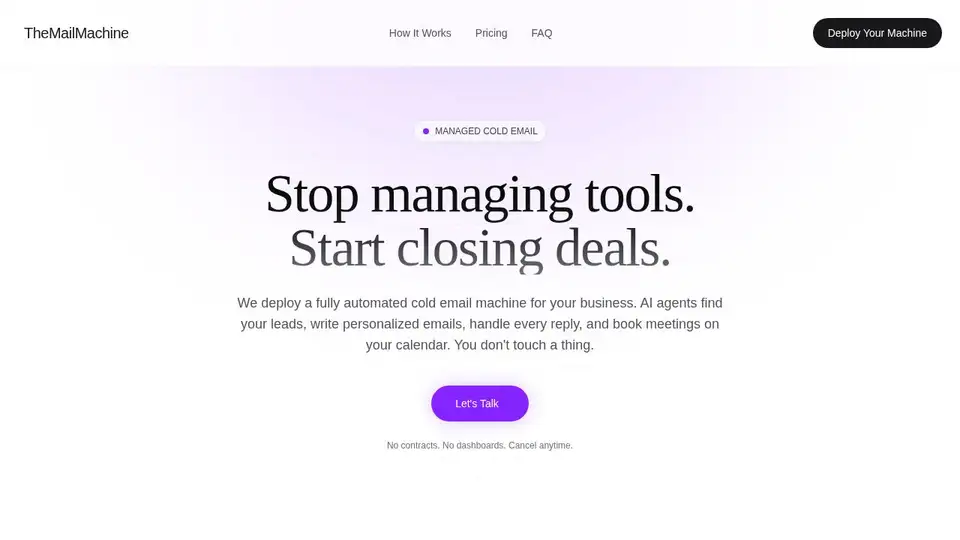 TheMailMachine
How It Works
Pricing
FAQ
Deploy Your Machine
MANAGED COLD EMAIL
Stop managing tools.
Start closing deals.
We deploy a fully automated cold email machine for your business. AI agents find
your leads, write personalized emails, handle every reply, and book meetings on
your calendar. You don't touch a thing.
Let's Talk
No contracts. No dashboards. Cancel anytime.